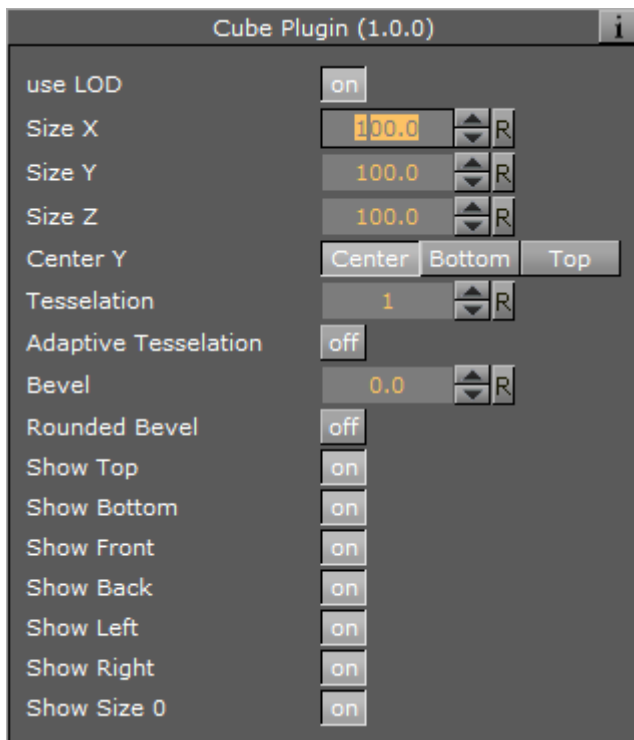 Cube Plugin (1.0.0) i
use LOD on
Size X 100.0 R
Size Y 100.0 R
Size Z 100.0 R
Center Y Center Bottom Top
Tesselation 1 R
Adaptive Tesselation off
Bevel 0.0 R
Rounded Bevel off
Show Top on
Show Bottom on
Show Front on
Show Back on
Show Left on
Show Right on
Show Size 0 on